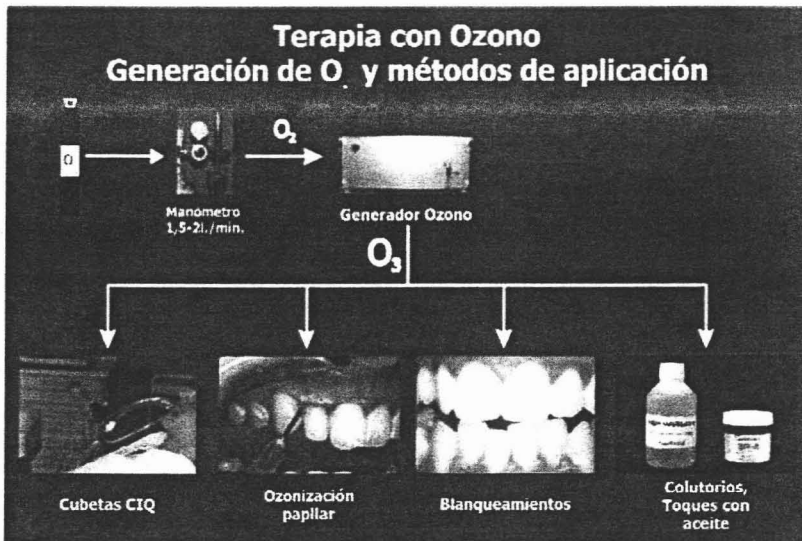 Terapia con Ozono
Generación de O. y métodos de aplicación
O
O₂
Manómetro
1,5-2l./min.
Generador Ozono
O₃
Cubetas CIQ
Ozonización
papilar
Blanqueamientos
Colutorios,
Toques con
aceite